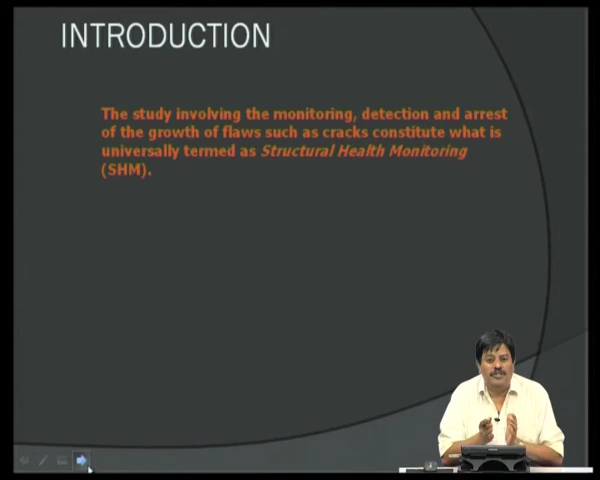 INTRODUCTION
The study involving the monitoring, detection and arrest
of the growth of flaws such as cracks constitute what is
universally termed as Structural Health Monitoring
(SHM).